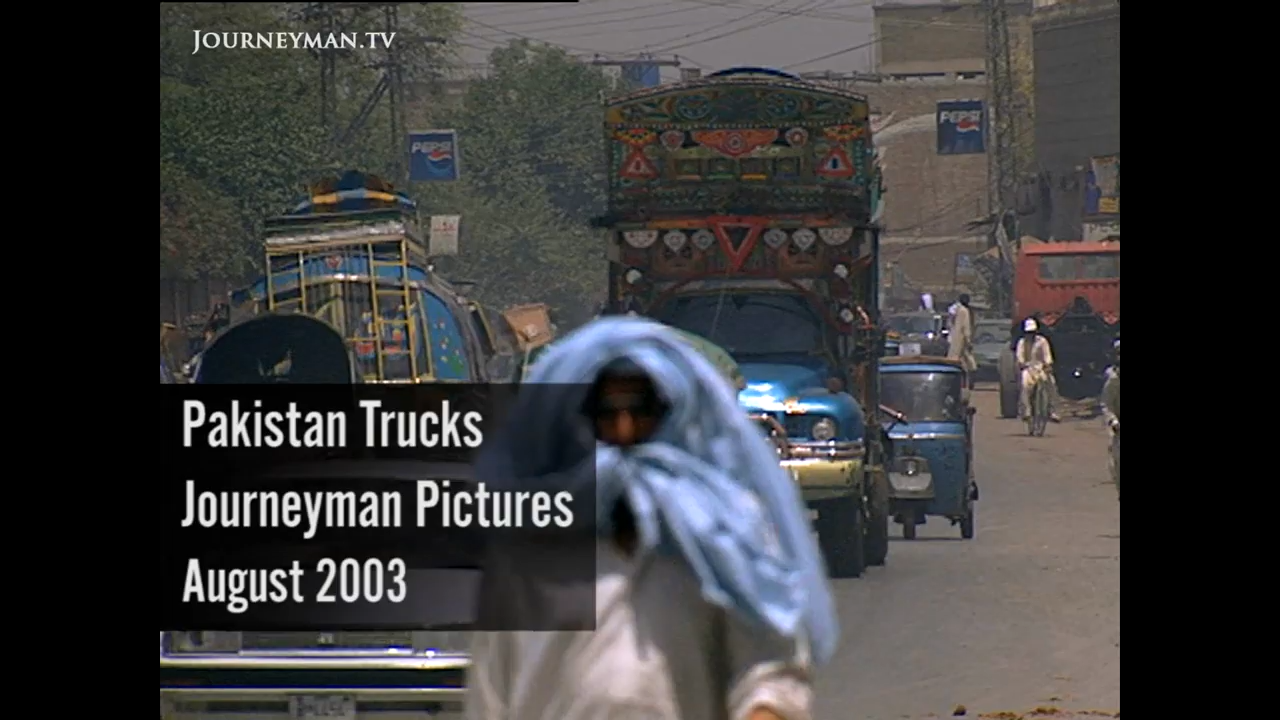 JOURNEYMAN.TV
PEPSI
PEPSI
Pakistan Trucks
Journeyman Pictures
August 2003